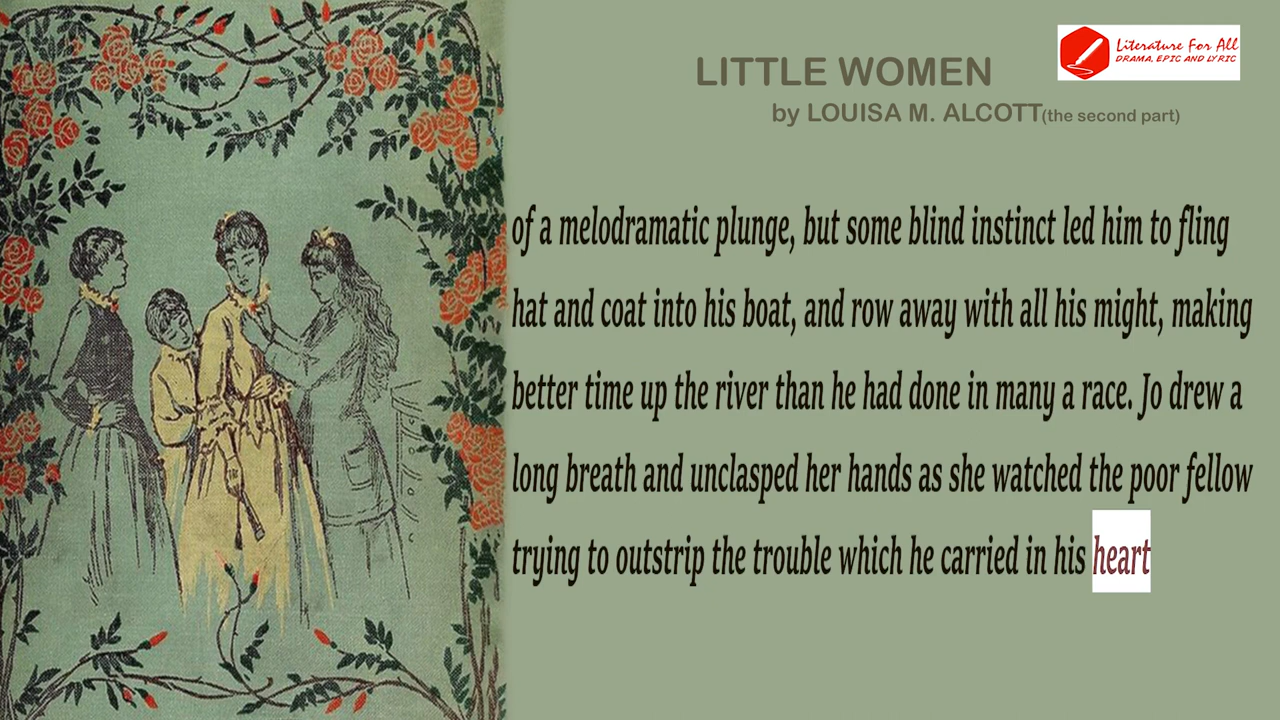 LITTLE WOMEN
by LOUISA M. ALCOTT(the second part)
Literature For All
DRAMA, EPIC AND LYRIC
of a melodramatic plunge, but some blind instinct led him to fling
hat and coat into his boat, and row away with all his might, making
better time up the river than he had done in many a race. Jo drew a
long breath and unclasped her hands as she watched the poor fellow
trying to outstrip the trouble which he carried in his heart